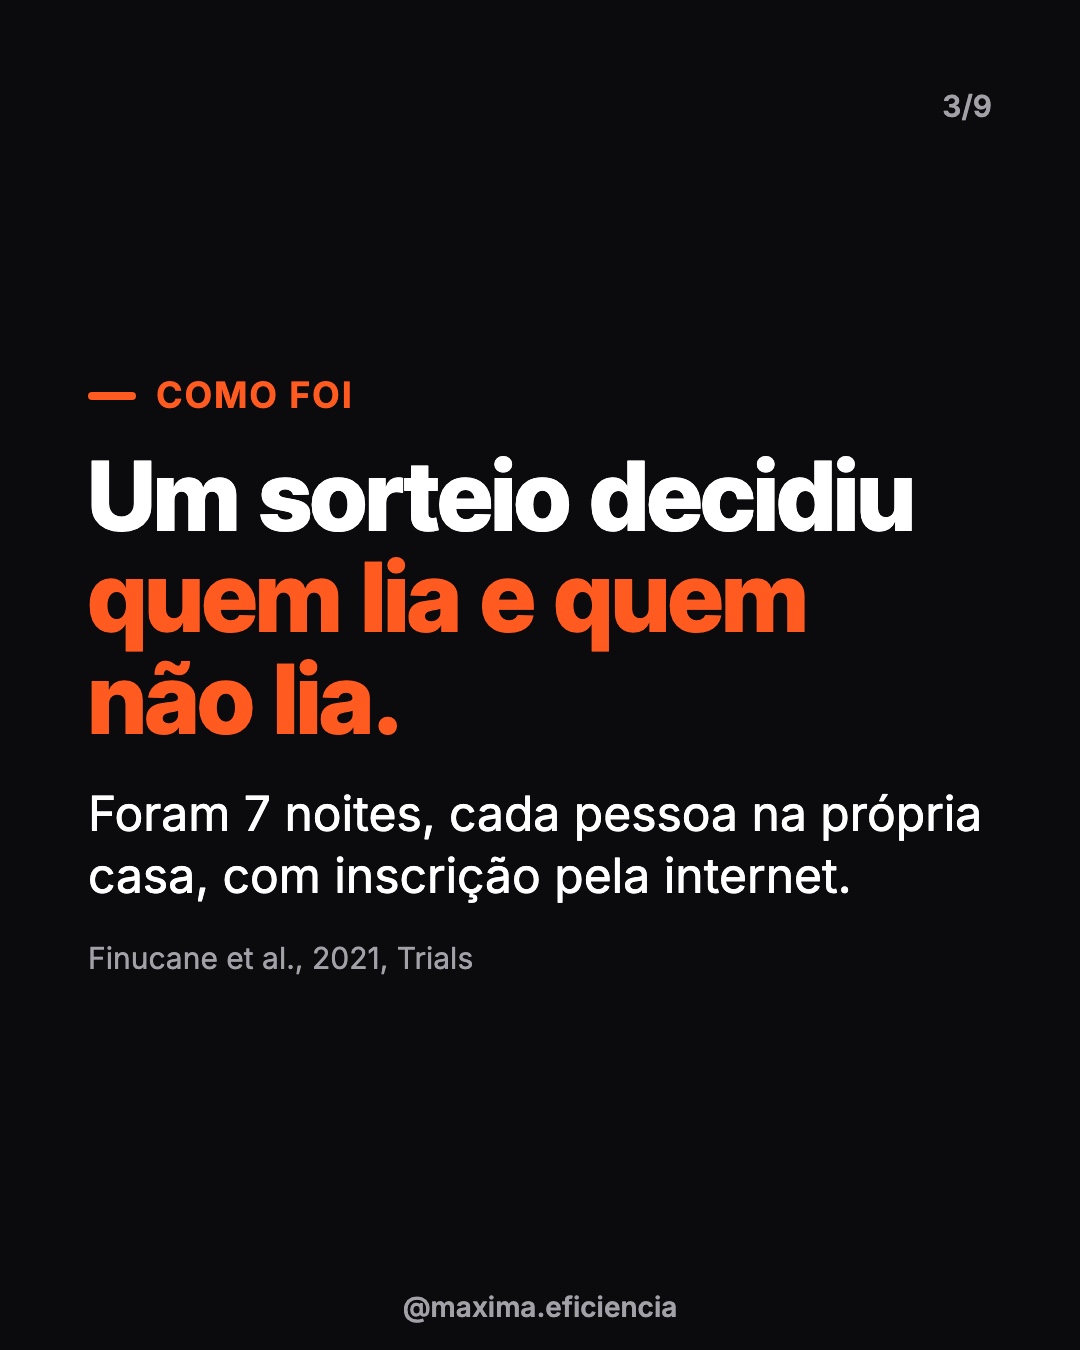 3/9
COMO FOI
Um sorteio decidiu
quem lia e quem
não lia.
Foram 7 noites, cada pessoa na própria
casa, com inscrição pela internet.
Finucane et al., 2021, Trials
@maxima.eficiencia